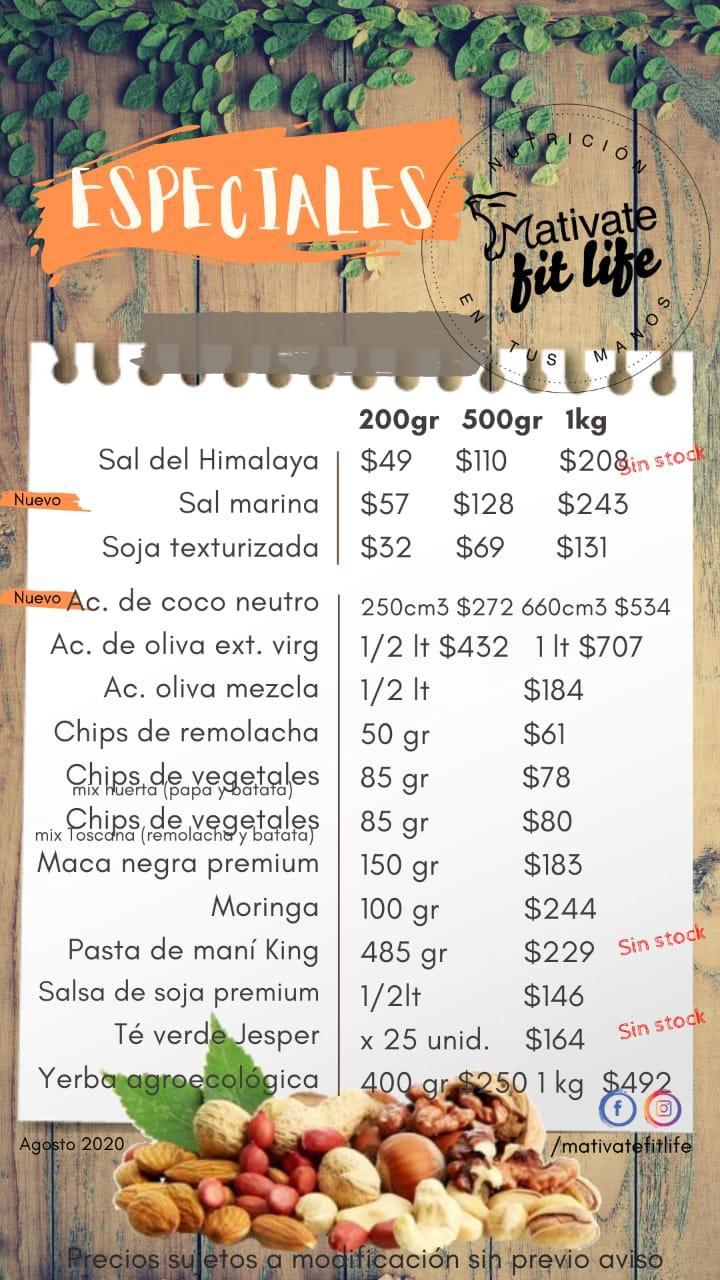 ESPECIALES
NUTRICIÓN
Mativate
fit life
EN TUS MANOS
200gr 500gr 1kg
Sal del Himalaya $49 $110 $208 Sin stock
Nuevo Sal marina $57 $128 $243
Soja texturizada $32 $69 $131
Nuevo Ac. de coco neutro 250cm3 $272 660cm3 $534
Ac. de oliva ext. virg 1/2 lt $432 1 lt $707
Ac. oliva mezcla 1/2 lt $184
Chips de remolacha 50 gr $61
Chips de vegetales 85 gr $78
mix huerta (papa y batata)
Chips de vegetales 85 gr $80
mix Toscana (remolacha y batata)
Maca negra premium 150 gr $183
Moringa 100 gr $244
Pasta de maní King 485 gr $229 Sin stock
Salsa de soja premium 1/2lt $146
Té verde Jesper x 25 unid. $164 Sin stock
Yerba agroecológica 400 gr $250 1 kg $492
Agosto 2020 /mativatefitlife
Precios sujetos a modificación sin previo aviso